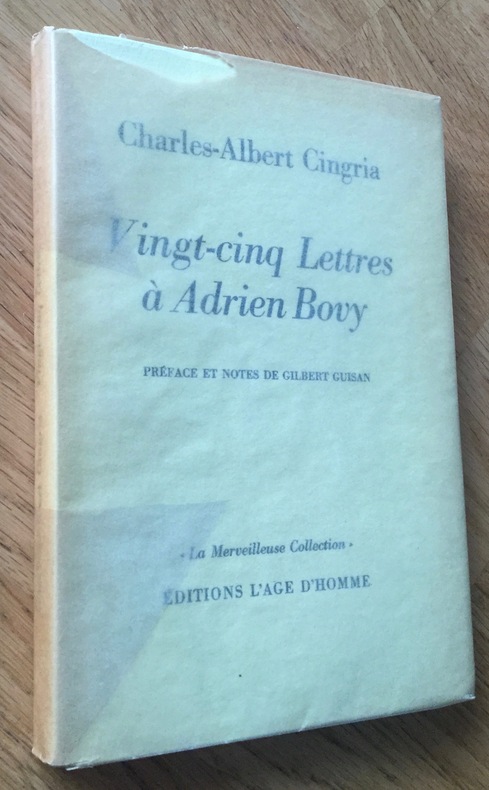 Charles-Albert Cingria
Vingt-cinq Lettres
à Adrien Bovy
PRÉFACE ET NOTES DE GILBERT GUISAN
« La Merveilleuse Collection »
ÉDITIONS L'AGE D'HOMME